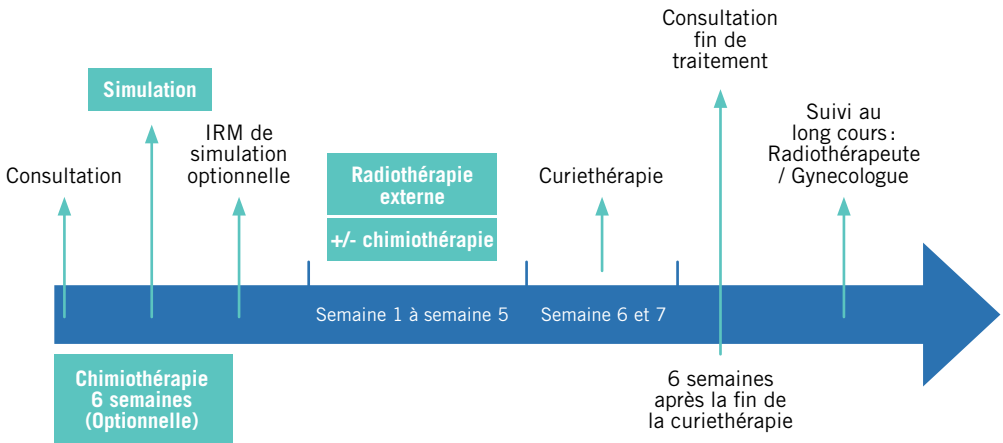 Consultation
Simulation
IRM de
simulation
optionnelle
Radiothérapie
externe
+/- chimiothérapie
Curiethérapie
Consultation
fin de
traitement
Suivi au
long cours :
Radiothérapeute
/ Gynecologue
Semaine 1 à semaine 5
Semaine 6 et 7
Chimiothérapie
6 semaines
(Optionnelle)
6 semaines
après la fin de
la curiethérapie